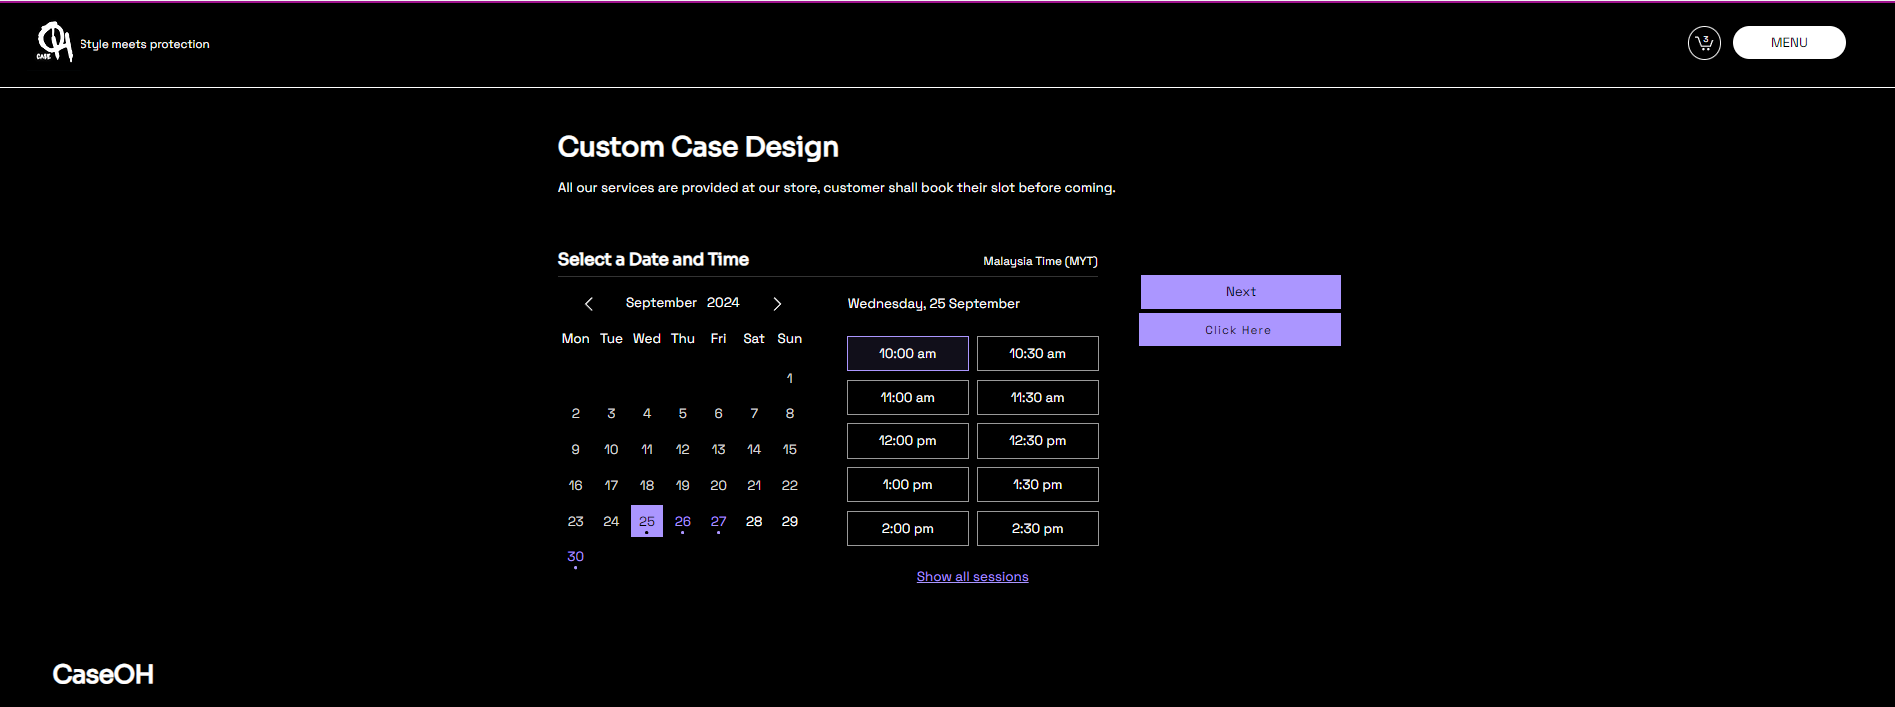 CASE OH Style meets protection
3 MENU
Custom Case Design
All our services are provided at our store, customer shall book their slot before coming.
Select a Date and Time
Malaysia Time (MYT)
September 2024
Mon Tue Wed Thu Fri Sat Sun
1
2 3 4 5 6 7 8
9 10 11 12 13 14 15
16 17 18 19 20 21 22
23 24 25 26 27 28 29
30
Wednesday, 25 September
10:00 am 10:30 am
11:00 am 11:30 am
12:00 pm 12:30 pm
1:00 pm 1:30 pm
2:00 pm 2:30 pm
Show all sessions
Next
Click Here
CaseOH